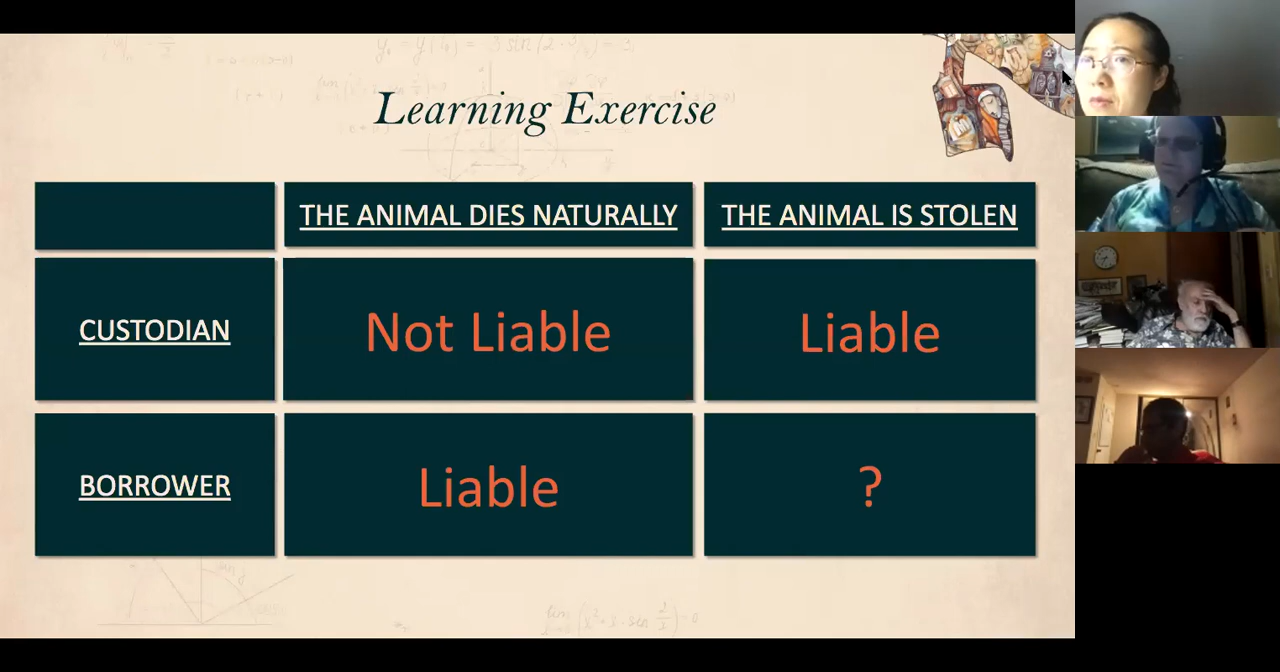 Learning Exercise
THE ANIMAL DIES NATURALLY
THE ANIMAL IS STOLEN
CUSTODIAN
Not Liable
Liable
BORROWER
Liable
?